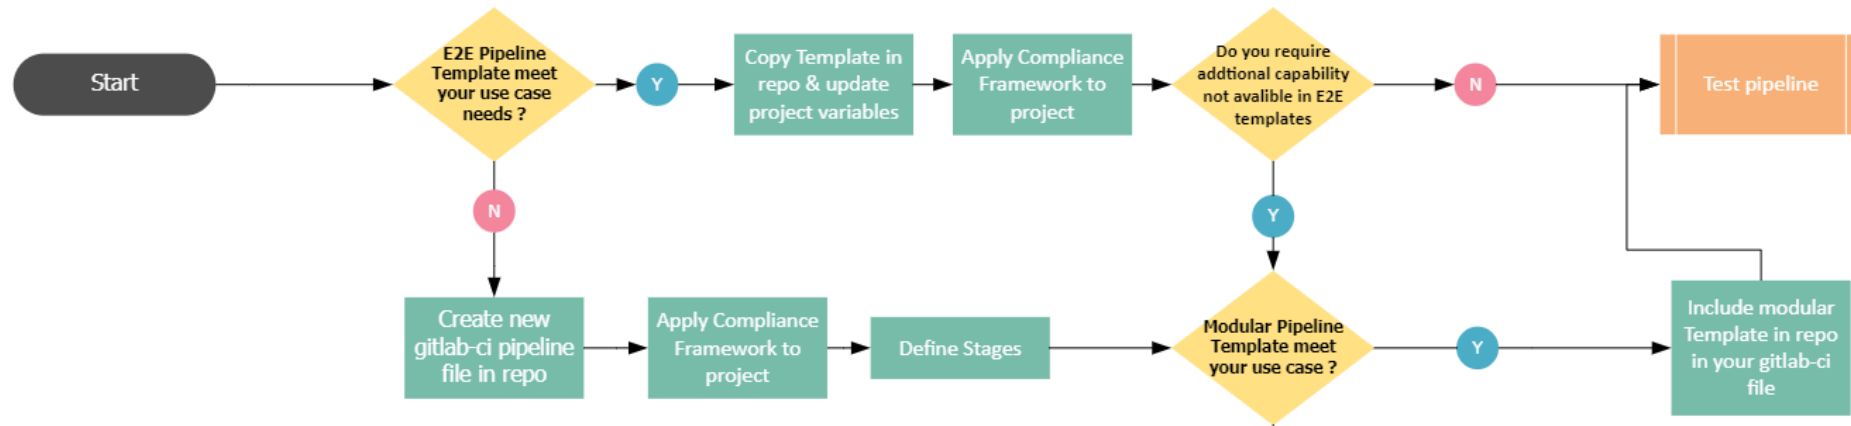 Start
E2E Pipeline
Template meet
your use case
needs ?
Y
Copy Template in
repo & update
project variables
Apply Compliance
Framework to
project
Do you require
addtional capability
not avalible in E2E
templates
N
Test pipeline
N
Y
Create new
gitlab-ci pipeline
file in repo
Apply Compliance
Framework to
project
Define Stages
Modular Pipeline
Template meet
your use case ?
Y
Include modular
Template in repo
in your gitlab-ci
file